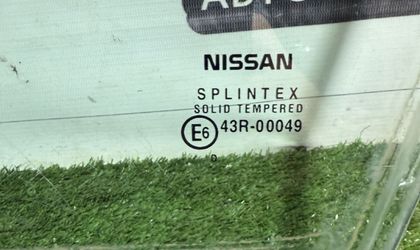 NISSAN
SPLINTEX
SOLID TEMPERED
E6 43R-00049
D